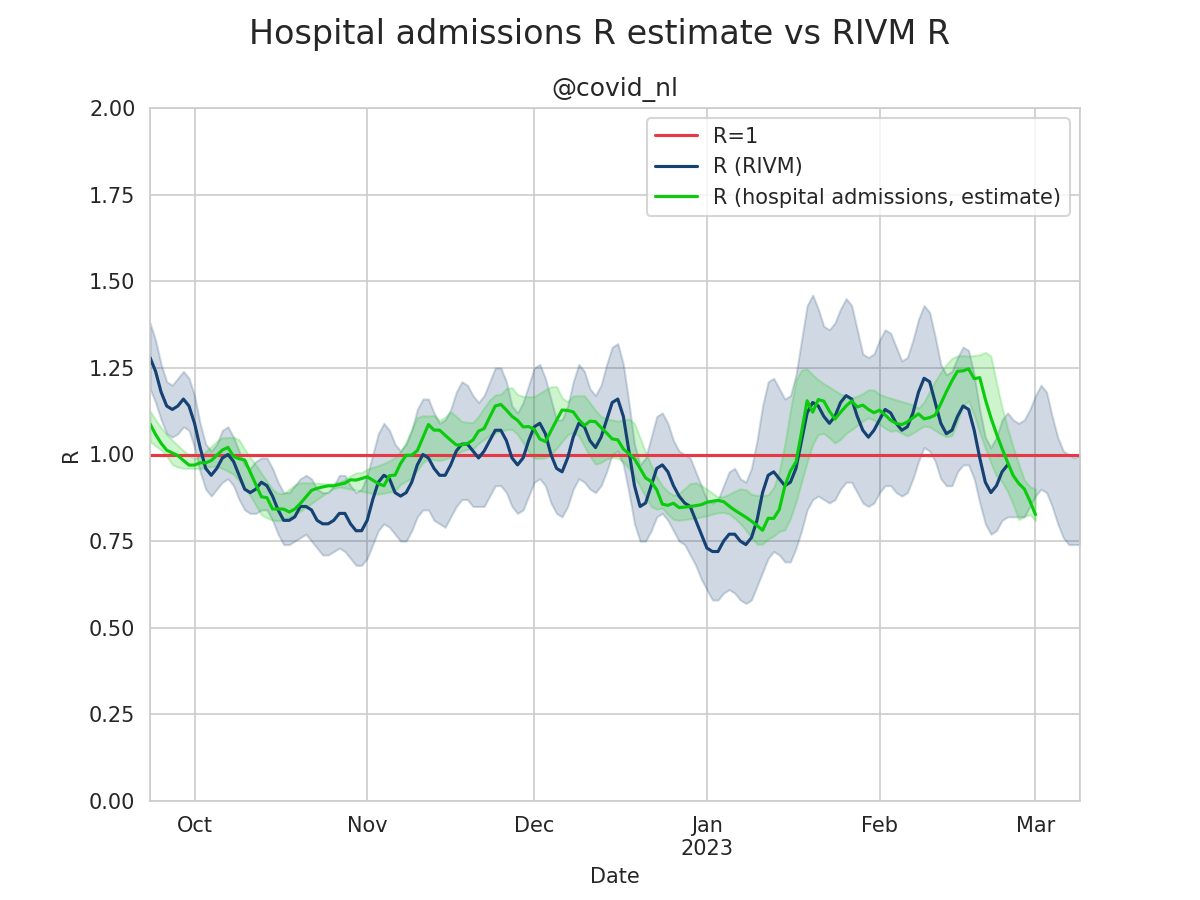 Hospital admissions R estimate vs RIVM R
@covid_nl
R=1
R (RIVM)
R (hospital admissions, estimate)
2.00
1.75
1.50
1.25
1.00
0.75
0.50
0.25
0.00
R
Oct Nov Dec Jan Feb Mar
2023
Date